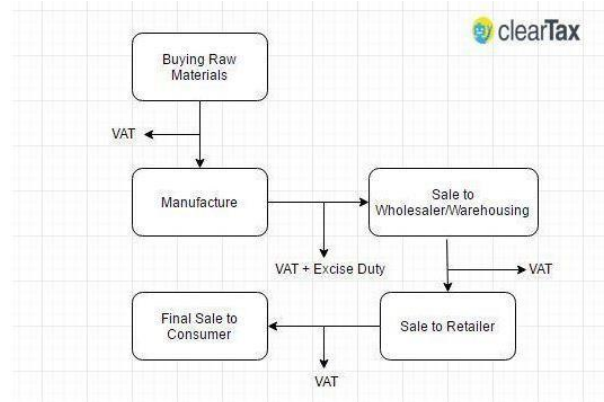 clearTax
Buying Raw
Materials
VAT
Manufacture
Sale to
Wholesaler/Warehousing
VAT + Excise Duty
VAT
Final Sale to
Consumer
Sale to Retailer
VAT